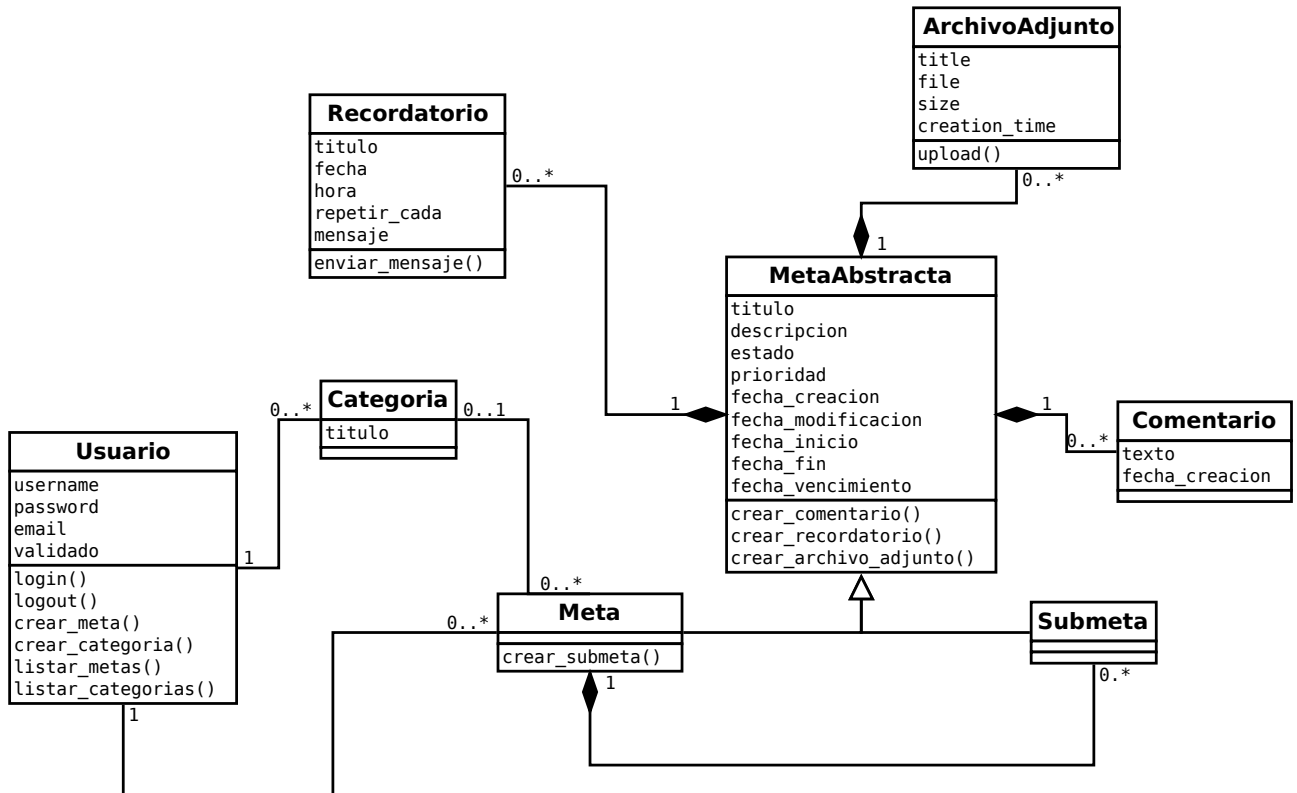 ArchivoAdjunto
title
file
size
creation_time
upload()
0..*
1
Recordatorio
titulo
fecha
hora
repetir_cada
mensaje
enviar_mensaje()
0..*
1
MetaAbstracta
titulo
descripcion
estado
prioridad
fecha_creacion
fecha_modificacion
fecha_inicio
fecha_fin
fecha_vencimiento
crear_comentario()
crear_recordatorio()
crear_archivo_adjunto()
1
0..*
Comentario
texto
fecha_creacion
0..*
Categoria
titulo
0..1
Usuario
username
password
email
validado
login()
logout()
crear_meta()
crear_categoria()
listar_metas()
listar_categorias()
1
1
0..*
0..*
Meta
crear_submeta()
1
Submeta
0.*